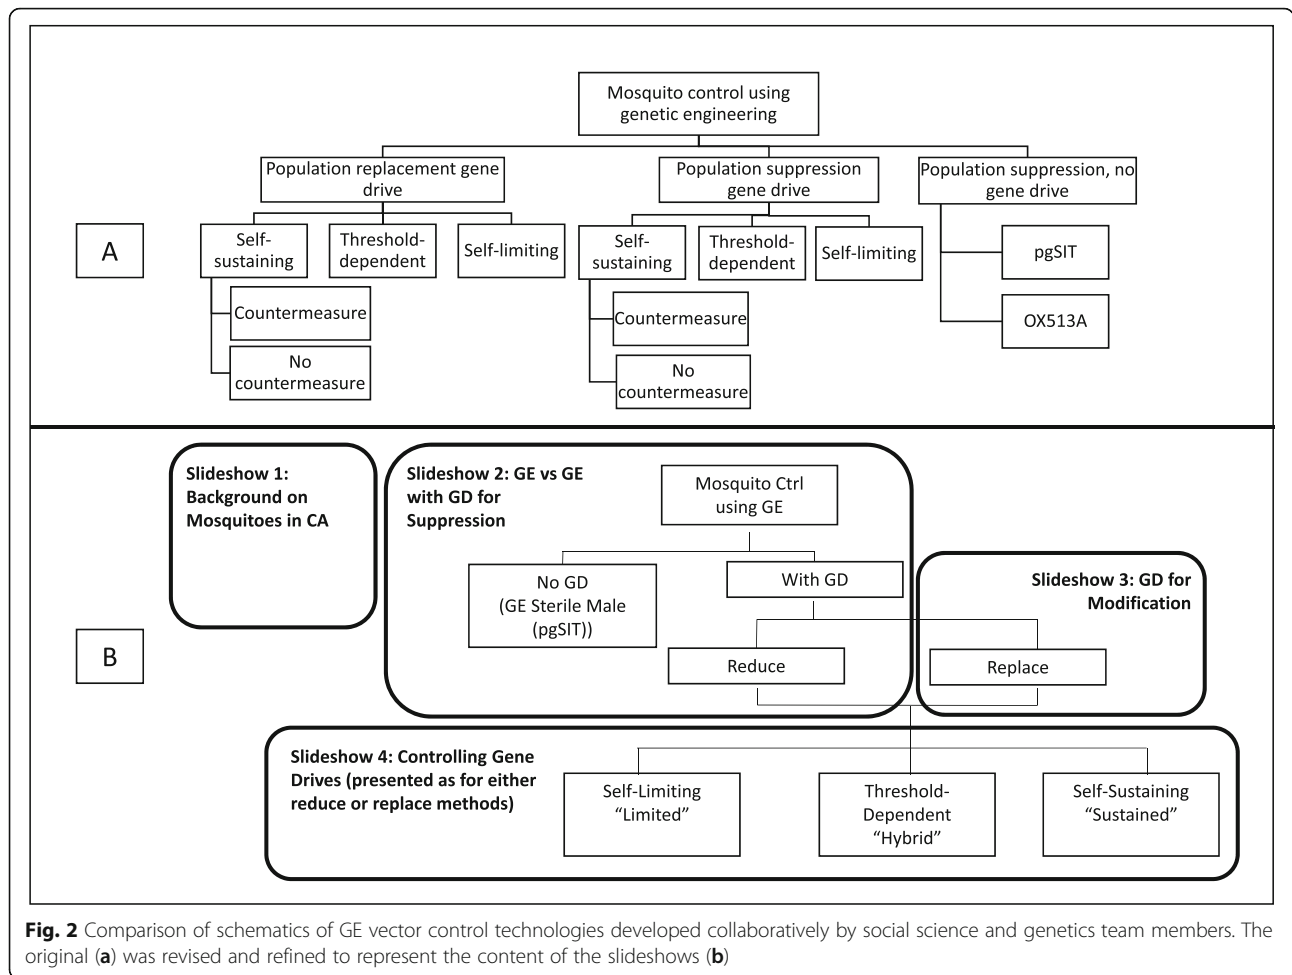 Mosquito control using
genetic engineering
Population replacement gene
drive
Population suppression
gene drive
Population suppression, no
gene drive
A
Self-
sustaining
Threshold-
dependent
Self-limiting
Self-
sustaining
Threshold-
dependent
Self-limiting
pgSIT
Countermeasure
Countermeasure
OX513A
No
countermeasure
No
countermeasure
Slideshow 1:
Background on
Mosquitoes in CA
Slideshow 2: GE vs GE
with GD for
Suppression
Mosquito Ctrl
using GE
No GD
(GE Sterile Male
(pgSIT))
With GD
Slideshow 3: GD for
Modification
B
Reduce
Replace
Slideshow 4: Controlling Gene
Drives (presented as for either
reduce or replace methods)
Self-Limiting
“Limited”
Threshold-
Dependent
“Hybrid”
Self-Sustaining
“Sustained”
Fig. 2 Comparison of schematics of GE vector control technologies developed collaboratively by social science and genetics team members. The
original (a) was revised and refined to represent the content of the slideshows (b)